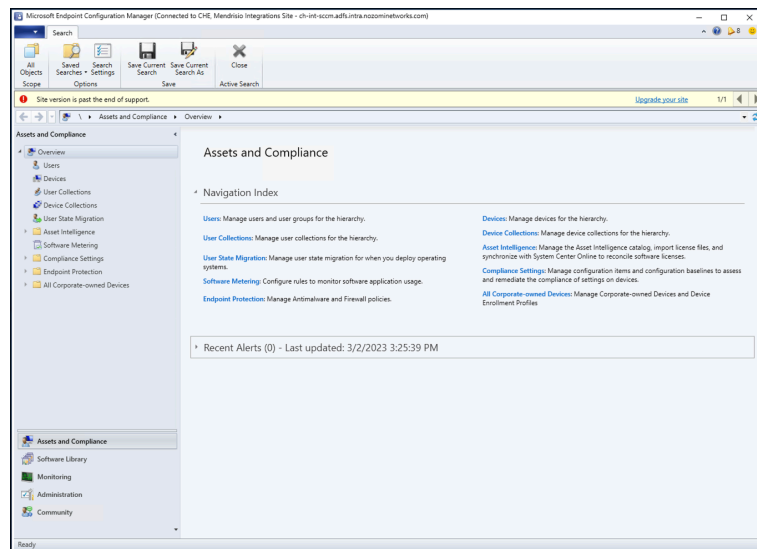 Microsoft Endpoint Configuration Manager (Connected to CHE, Mendrisio Integrations Site - ch-int-sccm.adfs.intra.nozominetworks.com)
Search
8
All Objects
Saved Searches
Search Settings
Save Current Search
Save Current Search As
Close
Scope
Options
Save
Active Search
Site version is past the end of support.
Upgrade your site
1/1
\ Assets and Compliance Overview
Assets and Compliance
Overview
Users
Devices
User Collections
Device Collections
User State Migration
Asset Intelligence
Software Metering
Compliance Settings
Endpoint Protection
All Corporate-owned Devices
Assets and Compliance
Software Library
Monitoring
Administration
Community
Assets and Compliance
Navigation Index
Users: Manage users and user groups for the hierarchy.
User Collections: Manage user collections for the hierarchy.
User State Migration: Manage user state migration for when you deploy operating
systems.
Software Metering: Configure rules to monitor software application usage.
Endpoint Protection: Manage Antimalware and Firewall policies.
Devices: Manage devices for the hierarchy.
Device Collections: Manage device collections for the hierarchy.
Asset Intelligence: Manage the Asset Intelligence catalog, import license files, and
synchronize with System Center Online to reconcile software licenses.
Compliance Settings: Manage configuration items and configuration baselines to assess
and remediate the compliance of settings on devices.
All Corporate-owned Devices: Manage Corporate-owned Devices and Device
Enrollment Profiles
Recent Alerts (0) - Last updated: 3/2/2023 3:25:39 PM
Ready